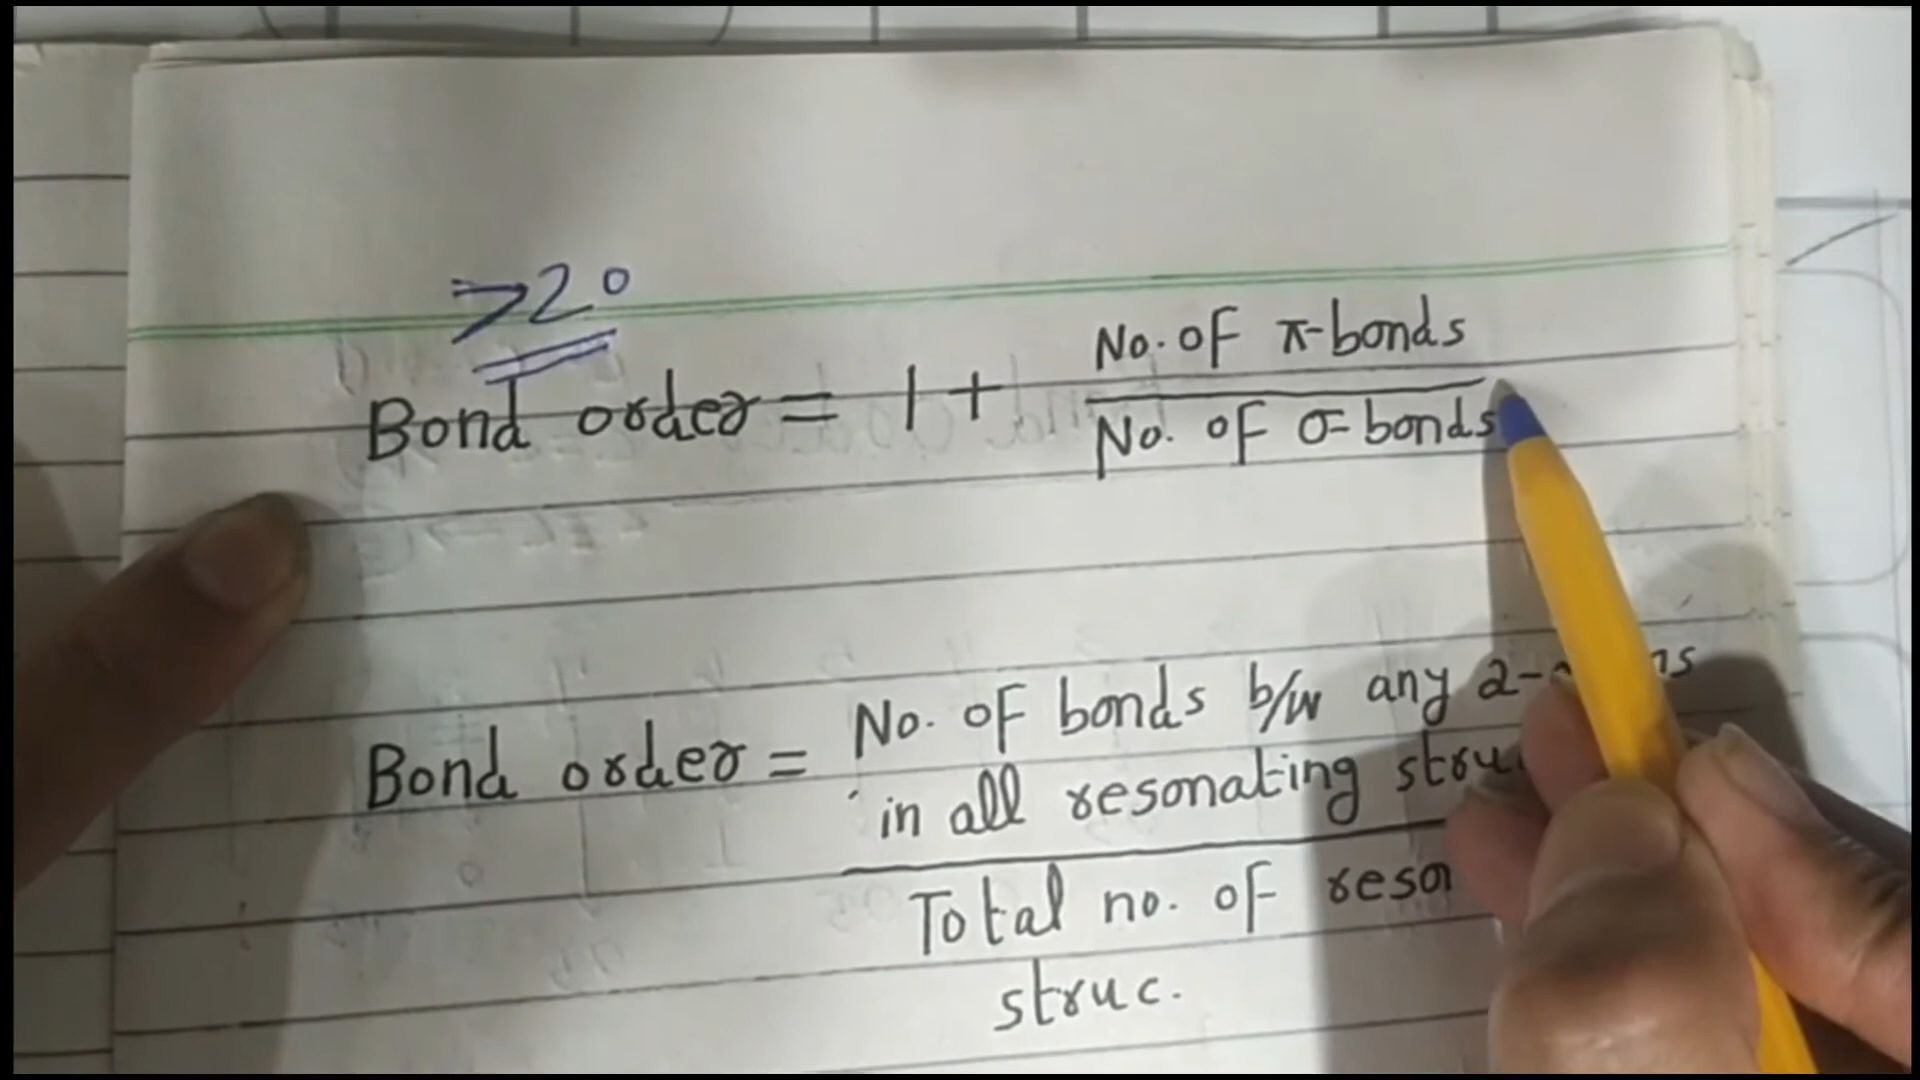 >20
Bond order = 1 + No. of π-bonds
No. of σ-bonds
Bond order = No. of bonds b/w any 2-
in all resonating
Total no. of
struc.